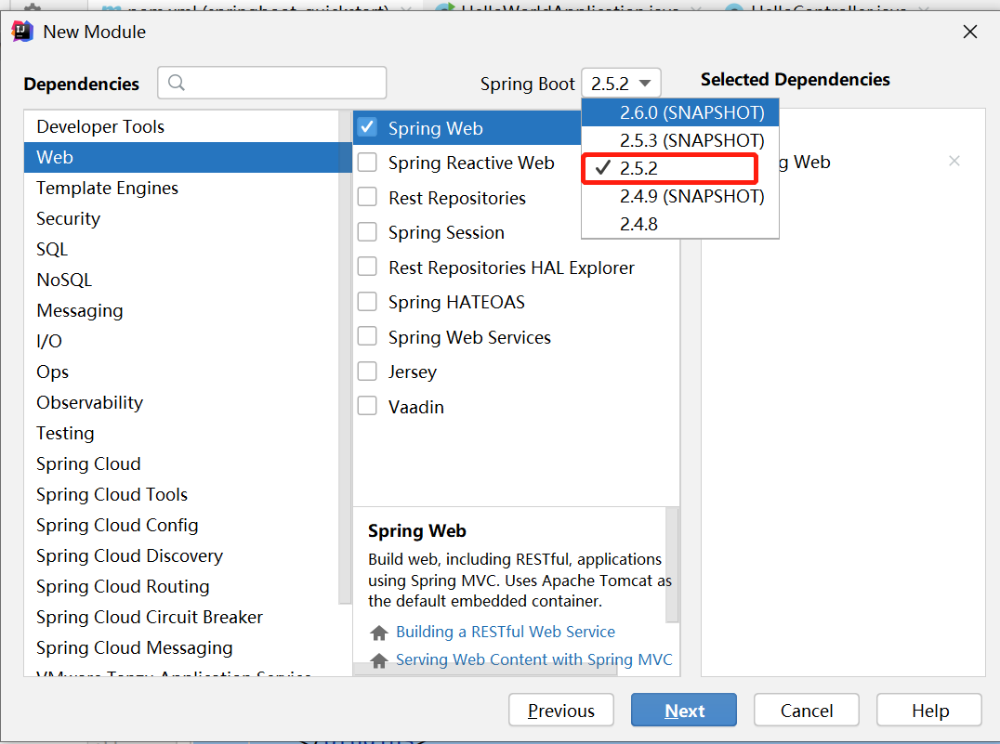 New Module
Dependencies
Spring Boot 2.5.2
Selected Dependencies
Developer Tools
Web
Template Engines
Security
SQL
NoSQL
Messaging
I/O
Ops
Observability
Testing
Spring Cloud
Spring Cloud Tools
Spring Cloud Config
Spring Cloud Discovery
Spring Cloud Routing
Spring Cloud Circuit Breaker
Spring Cloud Messaging
VMware Tanzu Application Service
Spring Web
Spring Reactive Web
Rest Repositories
Spring Session
Rest Repositories HAL Explorer
Spring HATEOAS
Spring Web Services
Jersey
Vaadin
2.6.0 (SNAPSHOT)
2.5.3 (SNAPSHOT)
2.5.2
2.4.9 (SNAPSHOT)
2.4.8
g Web
Spring Web
Build web, including RESTful, applications
using Spring MVC. Uses Apache Tomcat as
the default embedded container.
Building a RESTful Web Service
Serving Web Content with Spring MVC
Previous
Next
Cancel
Help